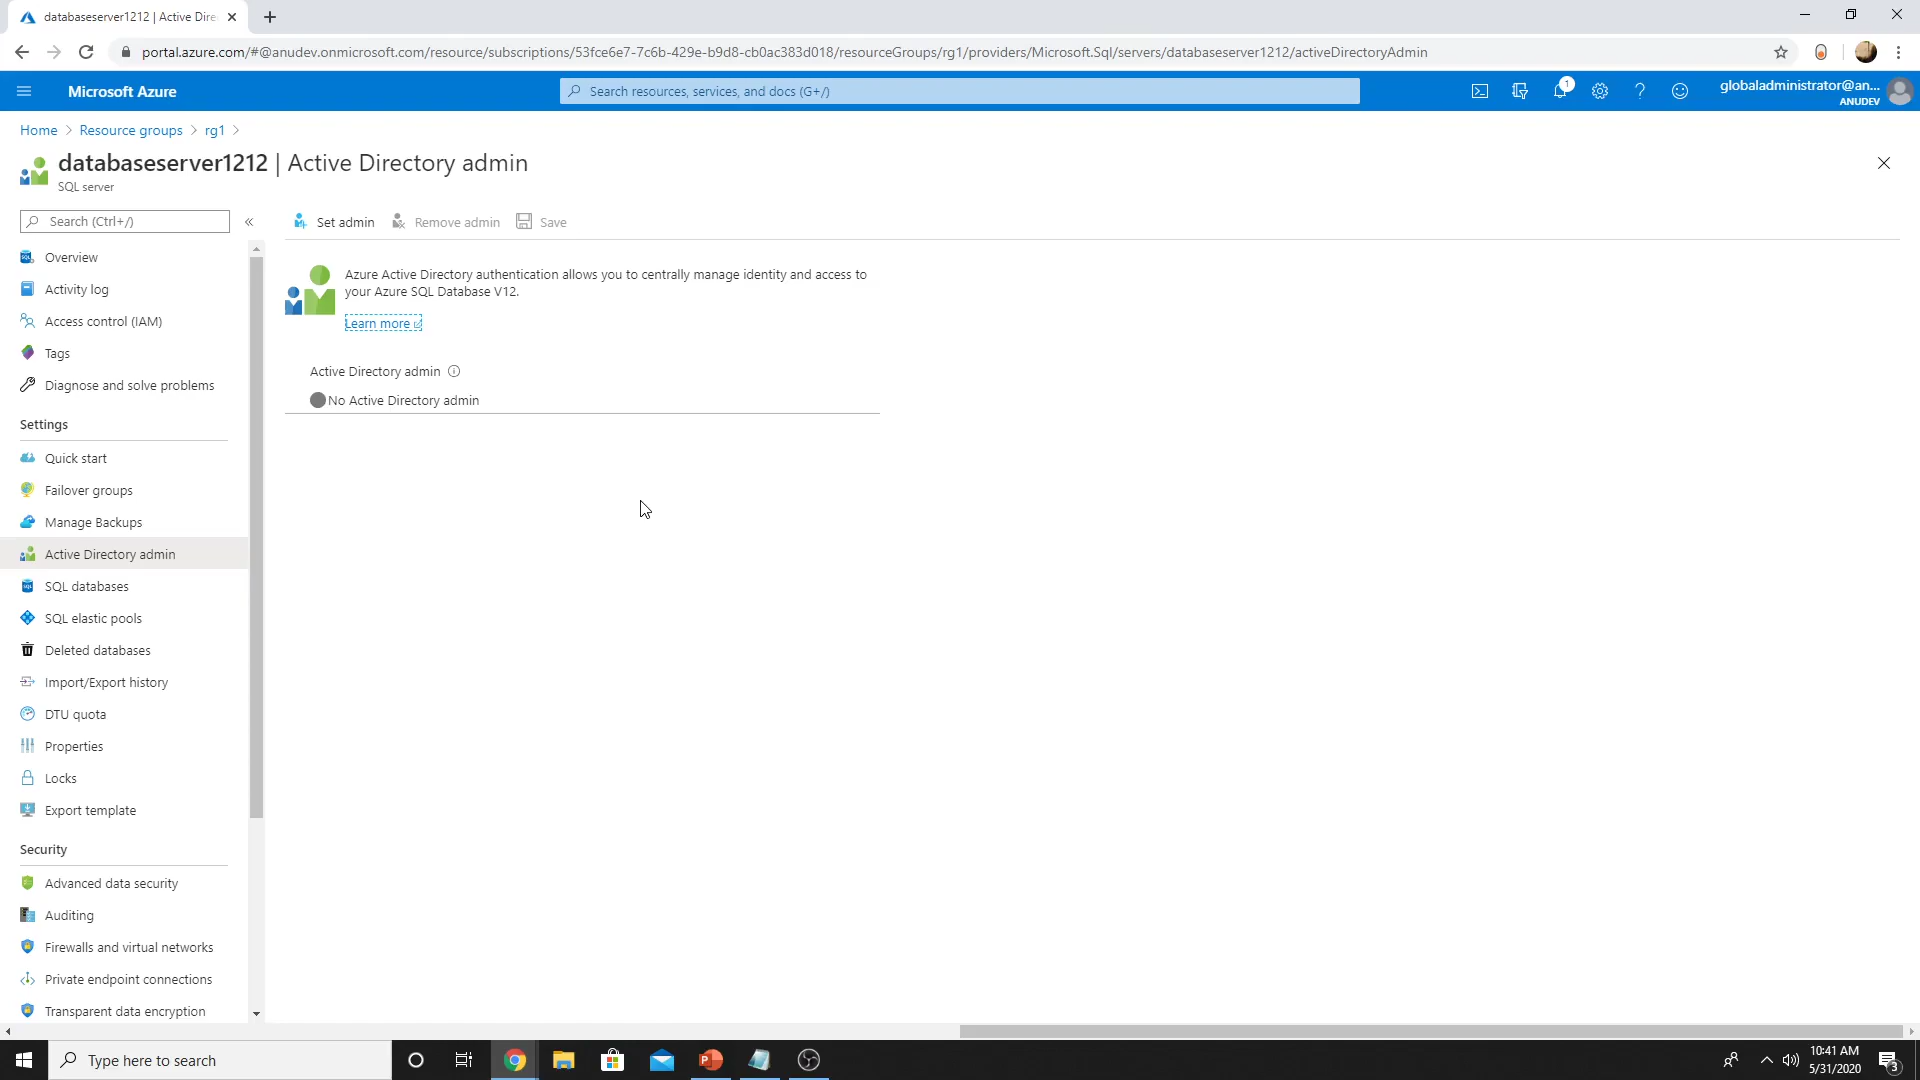 databaseserver1212 | Active Dire
portal.azure.com/#@anudev.onmicrosoft.com/resource/subscriptions/53fce6e7-7c6b-429e-b9d8-cb0ac383d018/resourceGroups/rg1/providers/Microsoft.Sql/servers/databaseserver1212/activeDirectoryAdmin
Microsoft Azure
Search resources, services, and docs (G+/)
1
globaladministrator@an...
ANUDEV
Home > Resource groups > rg1 >
databaseserver1212 | Active Directory admin
SQL server
Search (Ctrl+/)
Set admin
Remove admin
Save
Overview
Activity log
Access control (IAM)
Tags
Diagnose and solve problems
Settings
Quick start
Failover groups
Manage Backups
Active Directory admin
SQL databases
SQL elastic pools
Deleted databases
Import/Export history
DTU quota
Properties
Locks
Export template
Security
Advanced data security
Auditing
Firewalls and virtual networks
Private endpoint connections
Transparent data encryption
Azure Active Directory authentication allows you to centrally manage identity and access to
your Azure SQL Database V12.
Learn more
Active Directory admin
No Active Directory admin
Type here to search
10:41 AM
5/31/2020
3